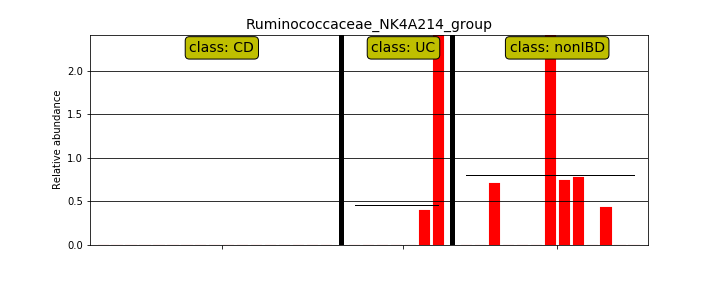 Ruminococcaceae_NK4A214_group
class: CD
class: UC
class: nonIBD
Relative abundance
2.0
1.5
1.0
0.5
0.0